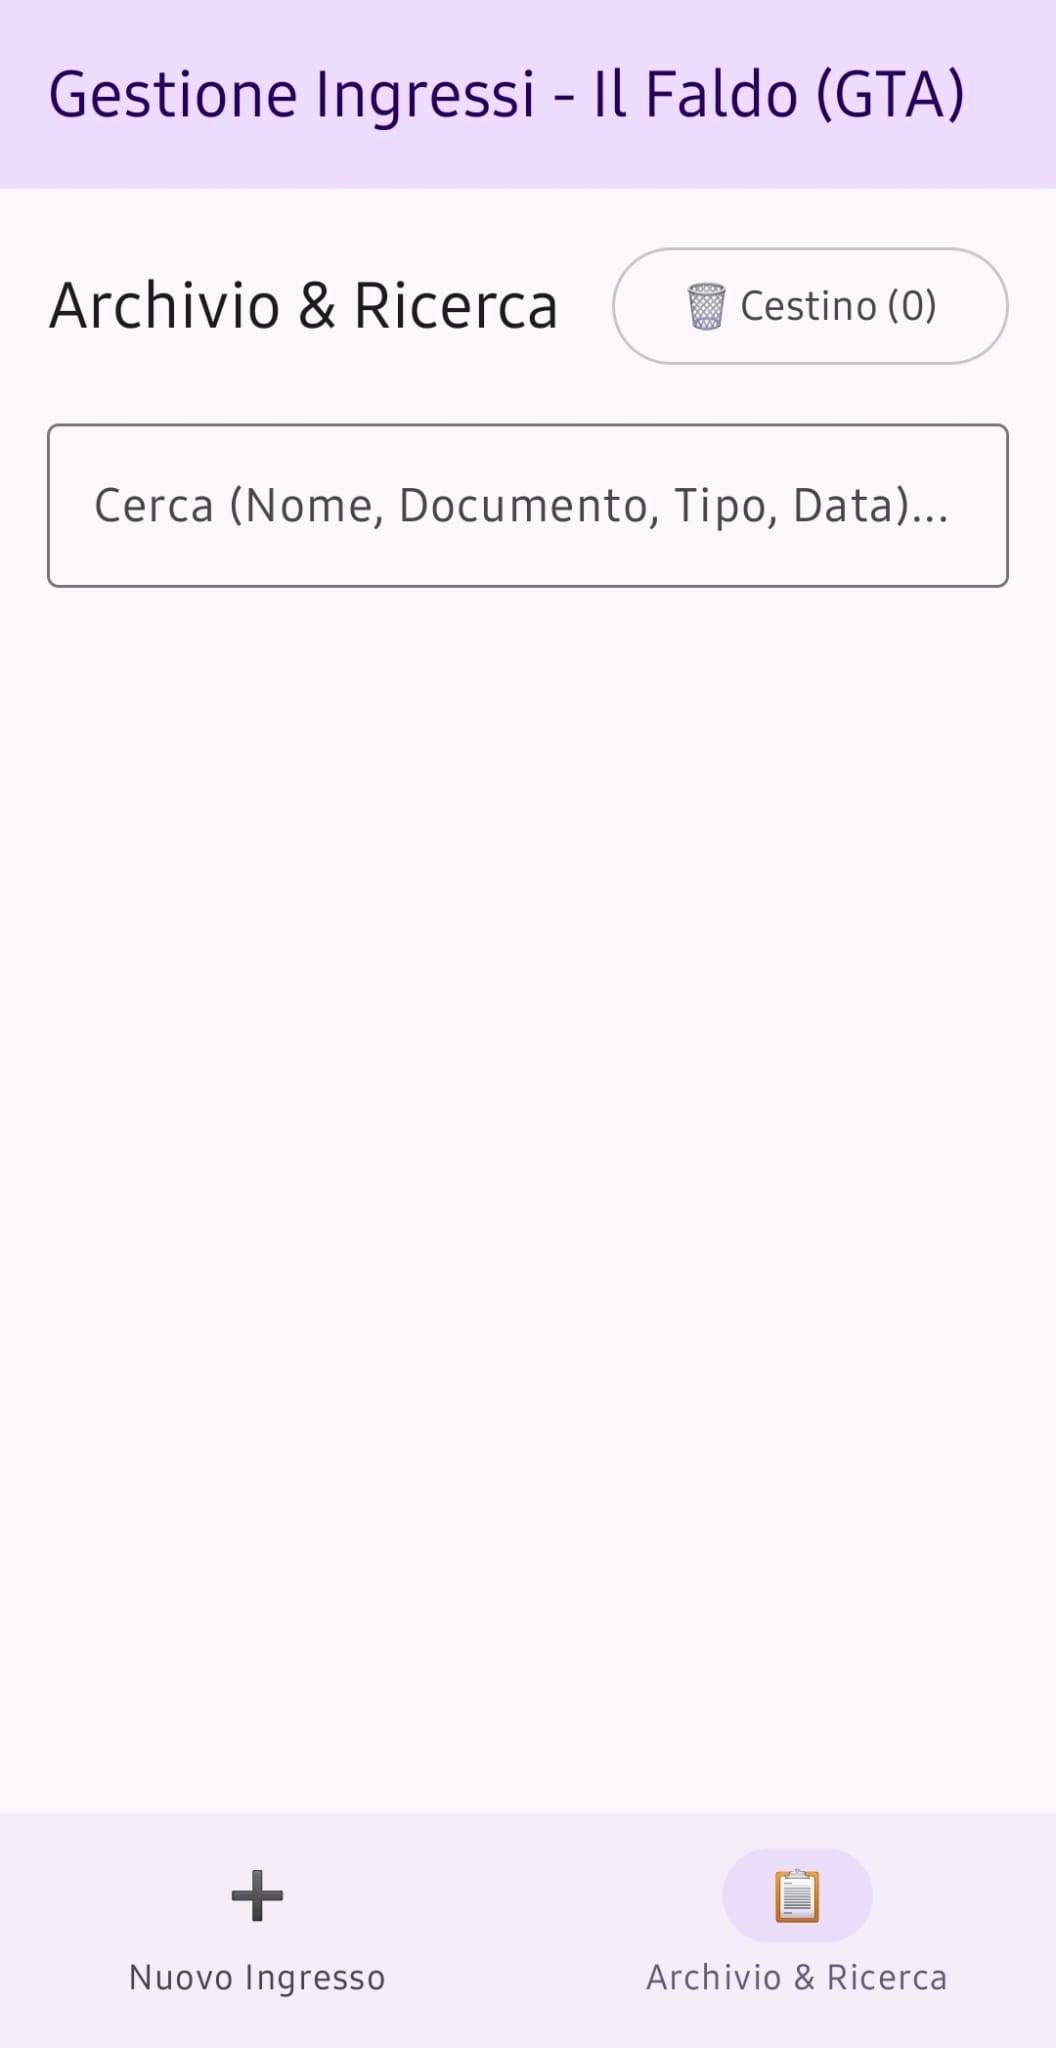 Gestione Ingressi - Il Faldo (GTA)
Archivio & Ricerca
Cestino (0)
Cerca (Nome, Documento, Tipo, Data)...
Nuovo Ingresso
Archivio & Ricerca